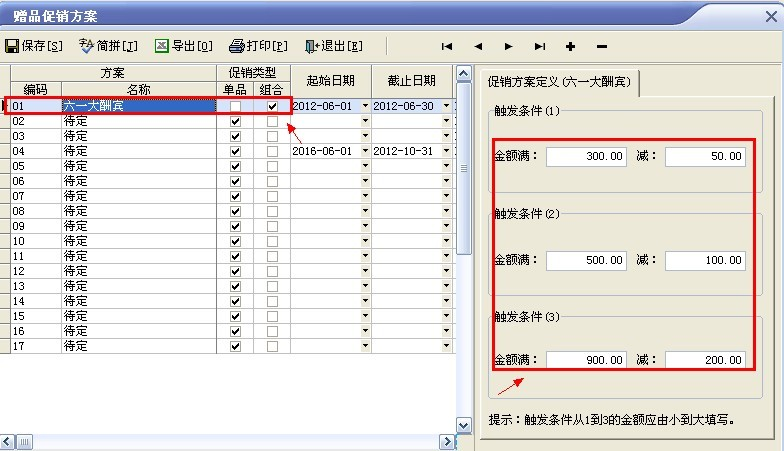 赠品促销方案
保存[S] 简拼[T] 导出[O] 打印[P] 退出[E]
方案 促销类型 起始日期 截止日期
编码 名称 单品 组合
01 六一大酬宾 2012-06-01 2012-06-30
02 待定
03 待定
04 待定 2016-06-01 2012-10-31
05 待定
06 待定
07 待定
08 待定
09 待定
10 待定
11 待定
12 待定
13 待定
14 待定
15 待定
16 待定
17 待定
促销方案定义(六一大酬宾)
触发条件(1)
金额满： 300.00 减： 50.00
触发条件(2)
金额满： 500.00 减： 100.00
触发条件(3)
金额满： 900.00 减： 200.00
提示：触发条件从1到3的金额应由小到大填写。